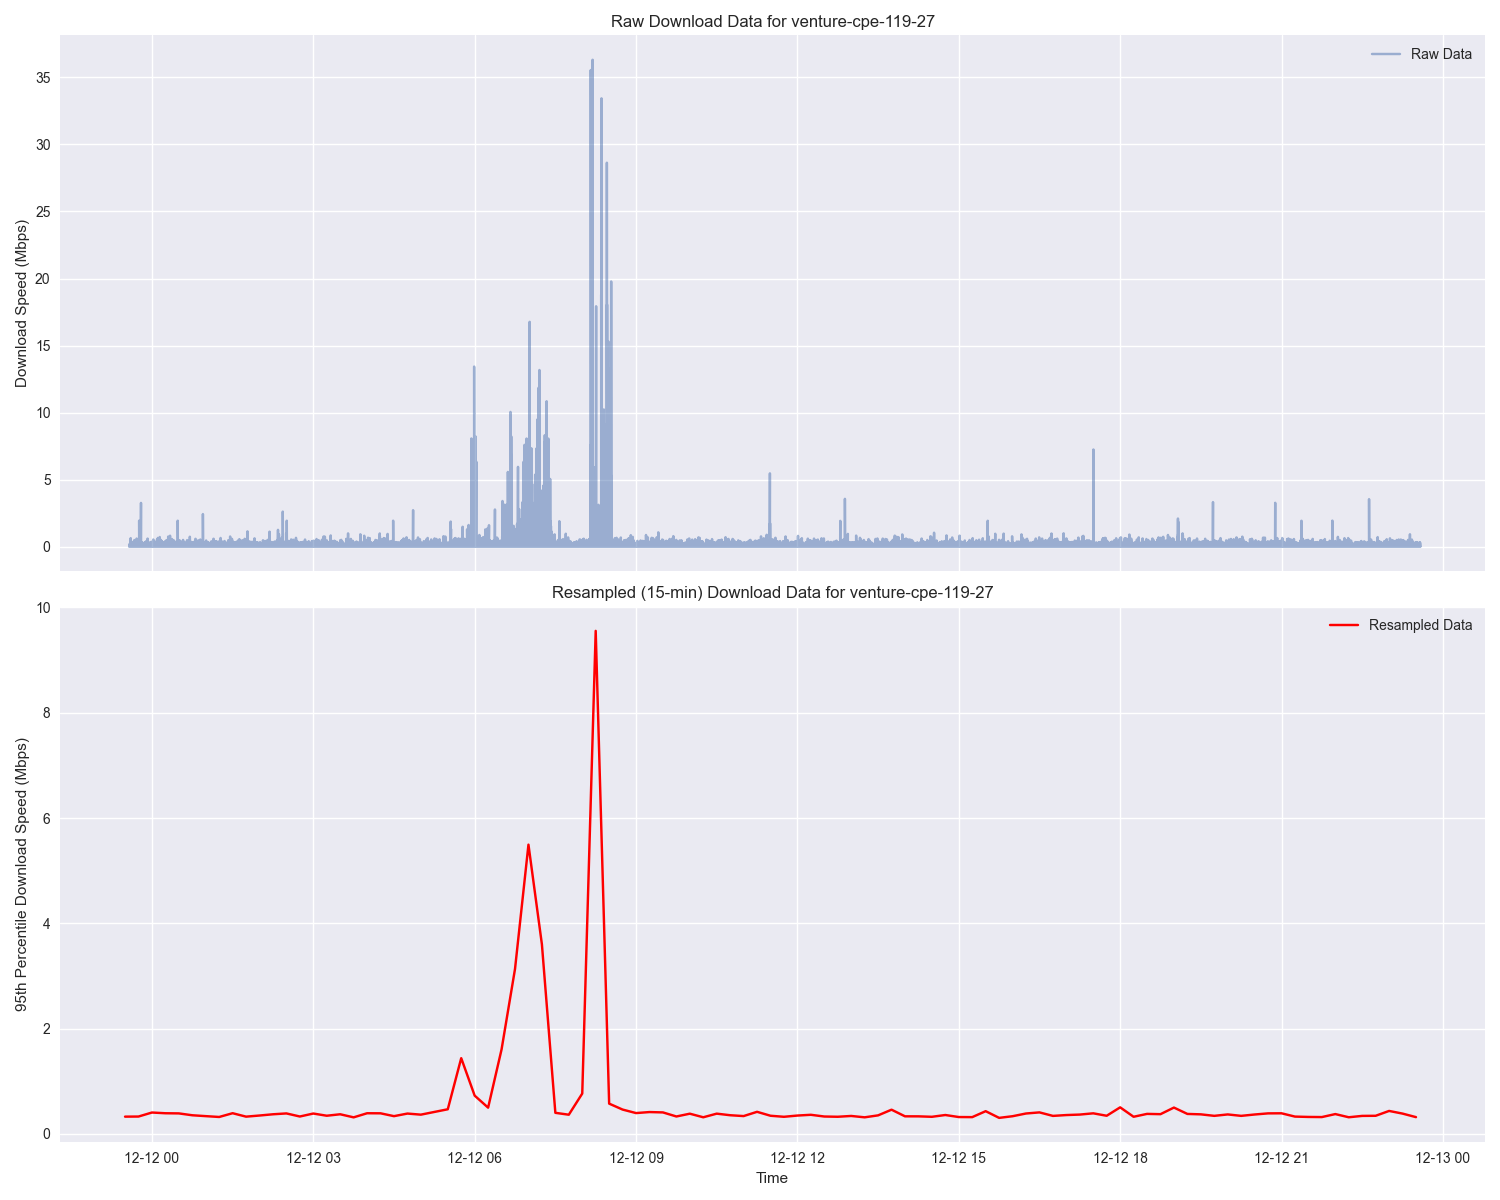 Raw Download Data for venture-cpe-119-27
Raw Data
35
30
25
20
15
10
5
0
Download Speed (Mbps)
Resampled (15-min) Download Data for venture-cpe-119-27
Resampled Data
10
8
6
4
2
0
95th Percentile Download Speed (Mbps)
12-12 00 12-12 03 12-12 06 12-12 09 12-12 12 12-12 15 12-12 18 12-12 21 12-13 00
Time